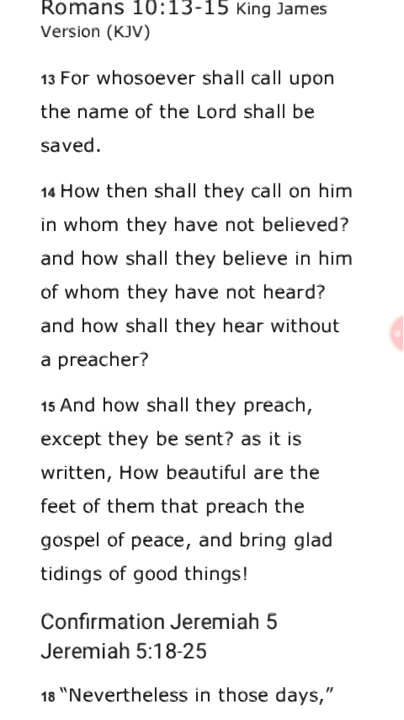 Romans 10:13-15 King James
Version (KJV)
13 For whosoever shall call upon
the name of the Lord shall be
saved.
14 How then shall they call on him
in whom they have not believed?
and how shall they believe in him
of whom they have not heard?
and how shall they hear without
a preacher?
15 And how shall they preach,
except they be sent? as it is
written, How beautiful are the
feet of them that preach the
gospel of peace, and bring glad
tidings of good things!
Confirmation Jeremiah 5
Jeremiah 5:18-25
18 “Nevertheless in those days,”